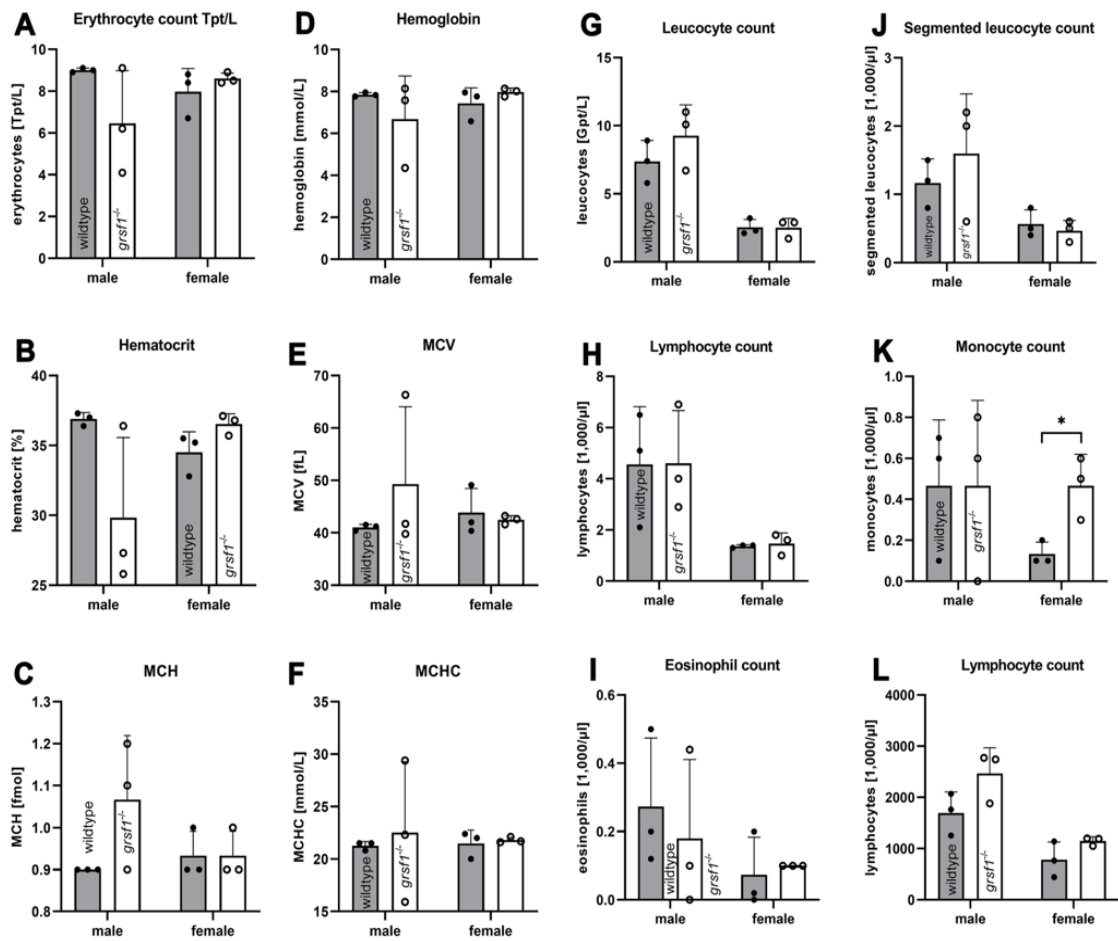 A
Erythrocyte count Tpt/L
erythrocytes [Tpt/L]
10
8
6
4
2
0
wildtype
grsf1-/-
male
female
D
Hemoglobin
hemoglobin [mmol/L]
10
8
6
4
2
0
wildtype
grsf1-/-
male
female
G
Leucocyte count
leucocytes [Gpt/L]
15
10
5
0
wildtype
grsf1-/-
male
female
J
Segmented leucocyte count
segmented leucocytes [1,000/µl]
3
2
1
0
wildtype
grsf1-/-
male
female
B
Hematocrit
hematocrit [%]
40
35
30
25
wildtype
grsf1-/-
male
female
E
MCV
MCV [fL]
70
60
50
40
30
wildtype
grsf1-/-
male
female
H
Lymphocyte count
lymphocytes [1,000/µl]
8
6
4
2
0
wildtype
grsf1-/-
male
female
K
Monocyte count
monocytes [1,000/µl]
1.0
0.8
0.6
0.4
0.2
0.0
wildtype
grsf1-/-
*
male
female
C
MCH
MCH [fmol]
1.3
1.2
1.1
1.0
0.9
0.8
wildtype
grsf1-/-
male
female
F
MCHC
MCHC [mmol/L]
35
30
25
20
15
wildtype
grsf1-/-
male
female
I
Eosinophil count
eosinophils [1,000/µl]
0.6
0.4
0.2
0.0
wildtype
grsf1-/-
male
female
L
Lymphocyte count
lymphocytes [1,000/µl]
4000
3000
2000
1000
0
wildtype
grsf1-/-
male
female